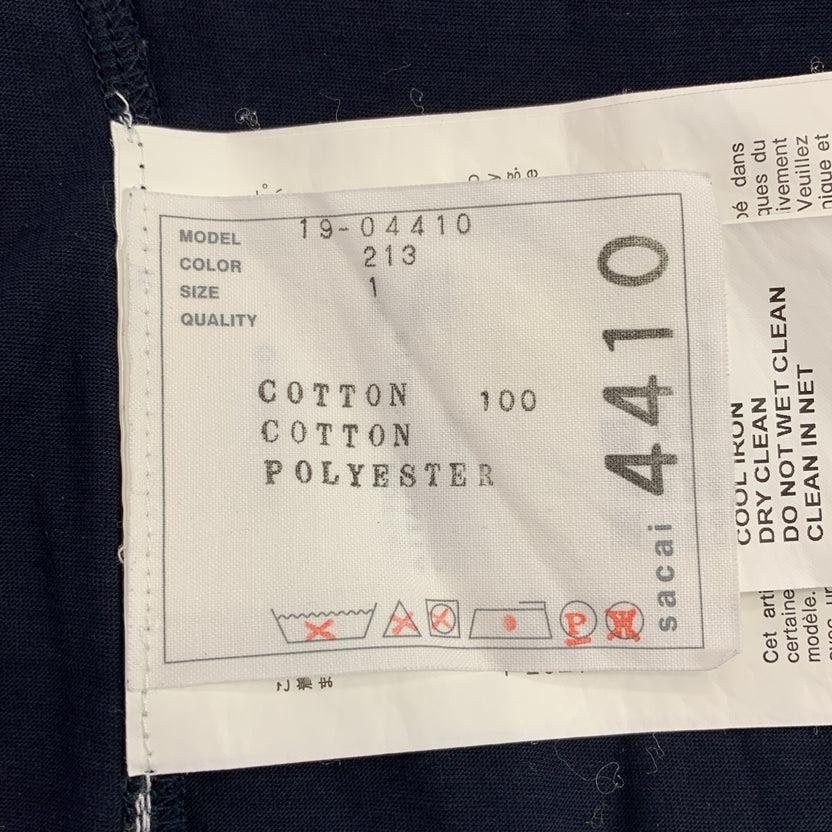 MODEL 19-04410
COLOR 213
SIZE 1
QUALITY
COTTON 100
COTTON
POLYESTER
P
W
sacai 4410
COOL IRON
DRY CLEAN
DO NOT WET CLEAN
CLEAN IN NET
é dans
ques du
ivement
Veuillez
nique et
Cet arti
certaine
modèle.